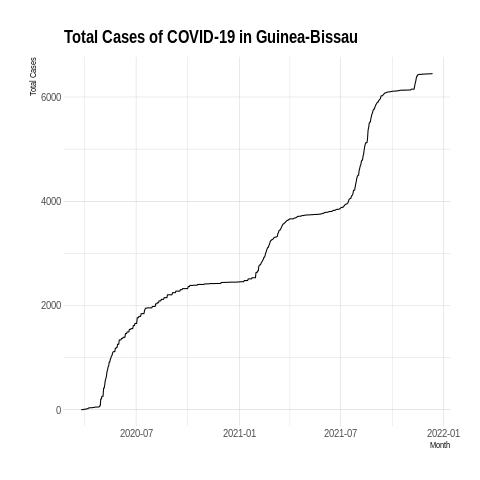 Total Cases of COVID-19 in Guinea-Bissau
Total Cases
6000
4000
2000
0
2020-07 2021-01 2021-07 2022-01
Month